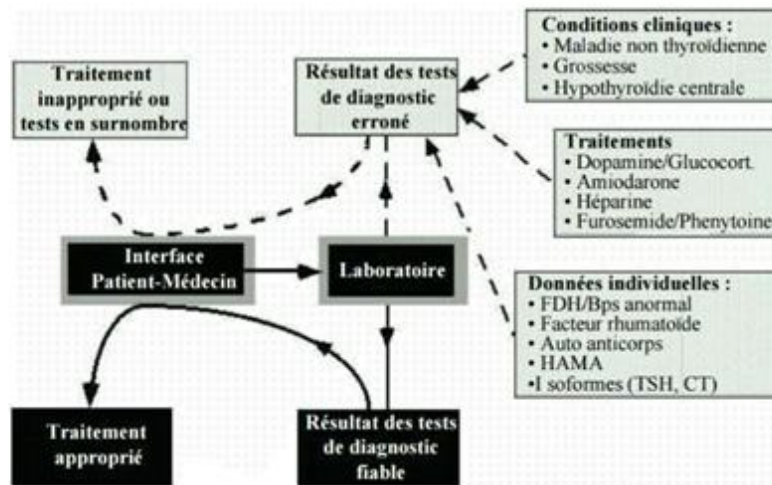 Conditions cliniques :
• Maladie non thyroïdienne
• Grossesse
• Hypothyroïdie centrale
Traitement
inapproprié ou
tests en surnombre
Résultat des tests
de diagnostic
erroné
Traitements
• Dopamine/Glucocort.
• Amiodarone
• Héparine
• Furosemide/Phenytoine
Interface
Patient-Médecin
Laboratoire
Données individuelles :
• FDH/Bps anormal
• Facteur rhumatoïde
• Auto anticorps
• HAMA
•I soformes (TSH, CT)
Traitement
approprié
Résultat des tests
de diagnostic
fiable